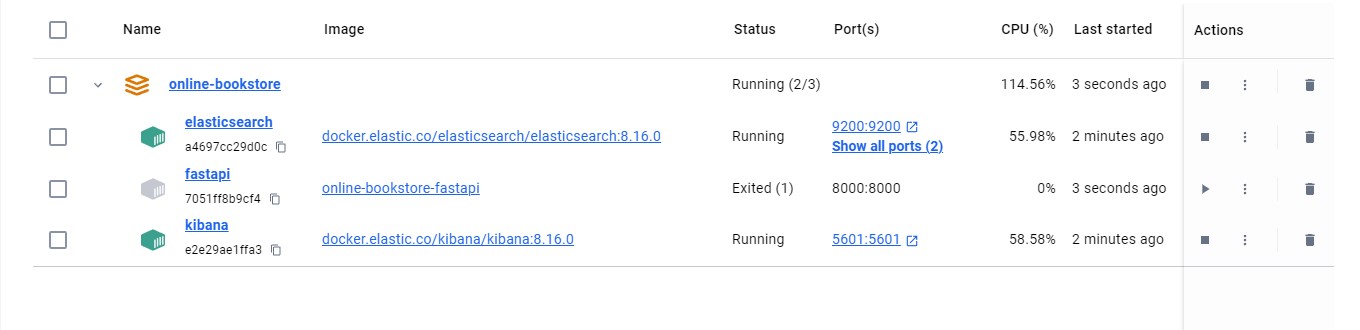 Name Image Status Port(s) CPU (%) Last started Actions
online-bookstore Running (2/3) 114.56% 3 seconds ago
elasticsearch
a4697cc29d0c
docker.elastic.co/elasticsearch/elasticsearch:8.16.0 Running
9200:9200
Show all ports (2)
55.98% 2 minutes ago
fastapi
7051ff8b9cf4
online-bookstore-fastapi Exited (1) 8000:8000 0% 3 seconds ago
kibana
e2e29ae1ffa3
docker.elastic.co/kibana/kibana:8.16.0 Running 5601:5601 58.58% 2 minutes ago